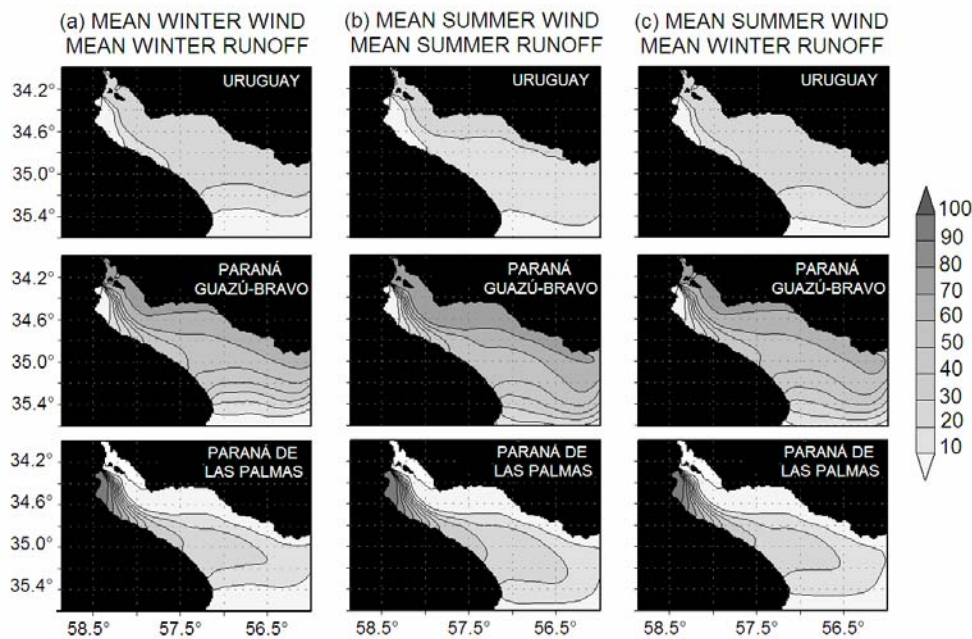 (a) MEAN WINTER WIND
MEAN WINTER RUNOFF
(b) MEAN SUMMER WIND
MEAN SUMMER RUNOFF
(c) MEAN SUMMER WIND
MEAN WINTER RUNOFF
34.2°
34.6°
35.0°
35.4°
URUGUAY
URUGUAY
URUGUAY
34.2°
34.6°
35.0°
35.4°
PARANÁ
GUAZÚ-BRAVO
PARANÁ
GUAZÚ-BRAVO
PARANÁ
GUAZÚ-BRAVO
34.2°
34.6°
35.0°
35.4°
PARANÁ DE
LAS PALMAS
PARANÁ DE
LAS PALMAS
PARANÁ DE
LAS PALMAS
58.5° 57.5° 56.5°
58.5° 57.5° 56.5°
58.5° 57.5° 56.5°
100
90
80
70
60
50
40
30
20
10